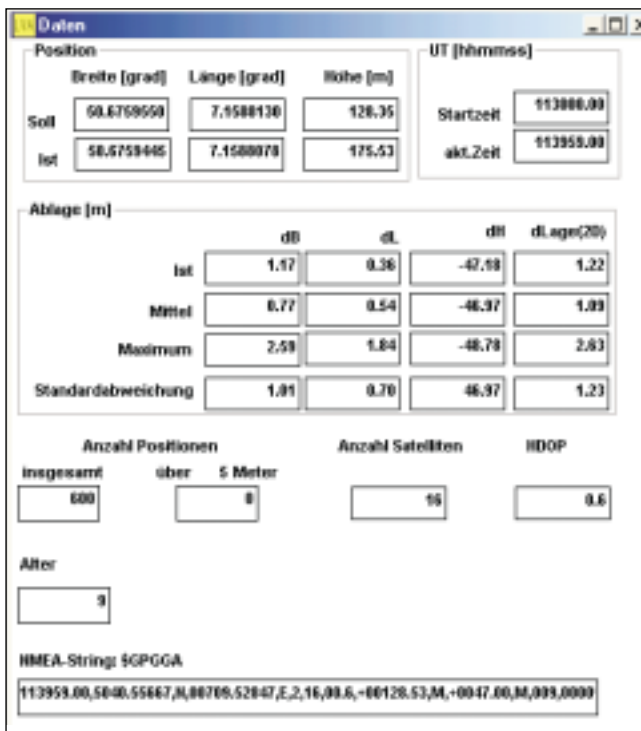 Daten
Position
Breite [grad] Länge [grad] Höhe [m]
Soll 50.6759550 7.1588130 128.35
Ist 50.6759445 7.1588078 175.53
UT [hhmmss]
Startzeit 113000.00
akt.Zeit 113959.00
Ablage [m]
dB dL dH dLage(2D)
Ist 1.17 0.36 -47.18 1.22
Mittel 0.77 0.54 -46.97 1.09
Maximum 2.59 1.84 -48.78 2.63
Standardabweichung 1.01 0.70 46.97 1.23
Anzahl Positionen Anzahl Satelliten HDOP
insgesamt über 5 Meter
600 0 16 0.6
Alter
9
NMEA-String: $GPGGA
113959.00,5040.55667,N,00709.52847,E,2,16,00.6,+00128.53,M,+0047.00,M,009,0000